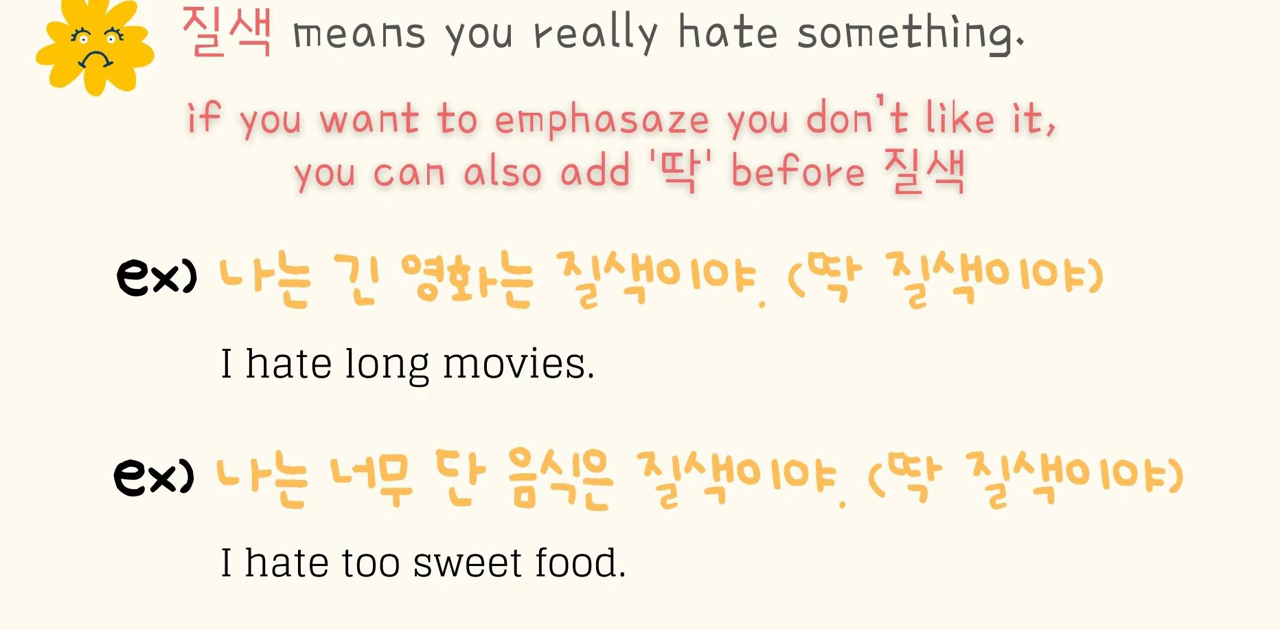 질색 means you really hate something.
if you want to emphasaze you don't like it,
you can also add '딱' before 질색
ex) 나는 긴 영화는 질색이야. (딱 질색이야)
I hate long movies.
ex) 나는 너무 단 음식은 질색이야. (딱 질색이야)
I hate too sweet food.